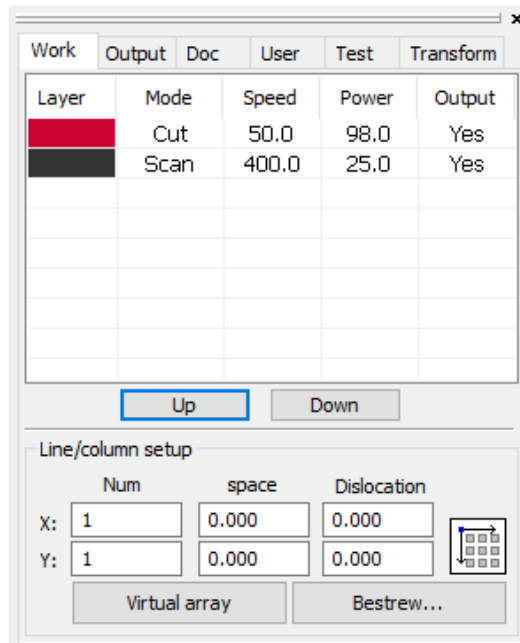 Work Output Doc User Test Transform
Layer Mode Speed Power Output
Cut 50.0 98.0 Yes
Scan 400.0 25.0 Yes
Up Down
Line/column setup
Num space Dislocation
X: 1 0.000 0.000
Y: 1 0.000 0.000
Virtual array Bestrew...